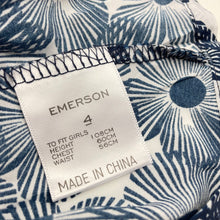 EMERSON
4
TO FIT GIRLS
HEIGHT 108CM
CHEST 60CM
WAIST 56CM
MADE IN CHINA